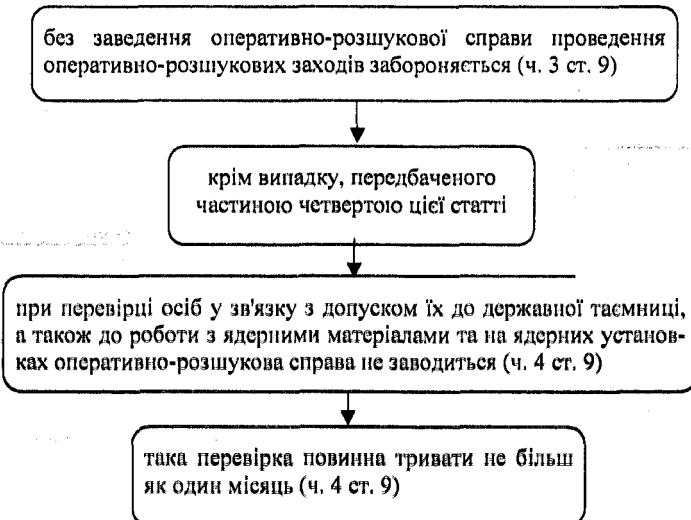 без заведення оперативно-розшукової справи проведення
оперативно-розшукових заходів забороняється (ч. 3 ст. 9)
крім випадку, передбаченого
частиною четвертою цієї статті
при перевірці осіб у зв'язку з допуском їх до державної таємниці,
а також до роботи з ядерними матеріалами та на ядерних установ-
ках оперативно-розшукова справа не заводиться (ч. 4 ст. 9)
така перевірка повинна тривати не більш
як один місяць (ч. 4 ст. 9)